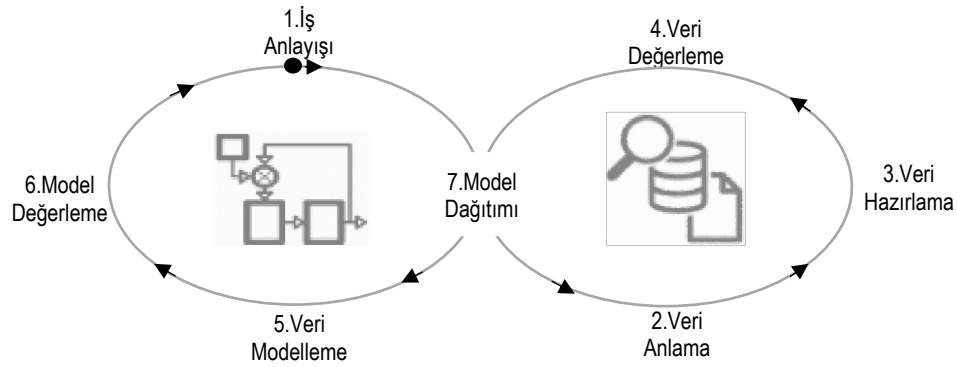 1.İş
Anlayışı
4.Veri
Değerleme
6.Model
Değerleme
7.Model
Dağıtımı
3.Veri
Hazırlama
5.Veri
Modelleme
2.Veri
Anlama